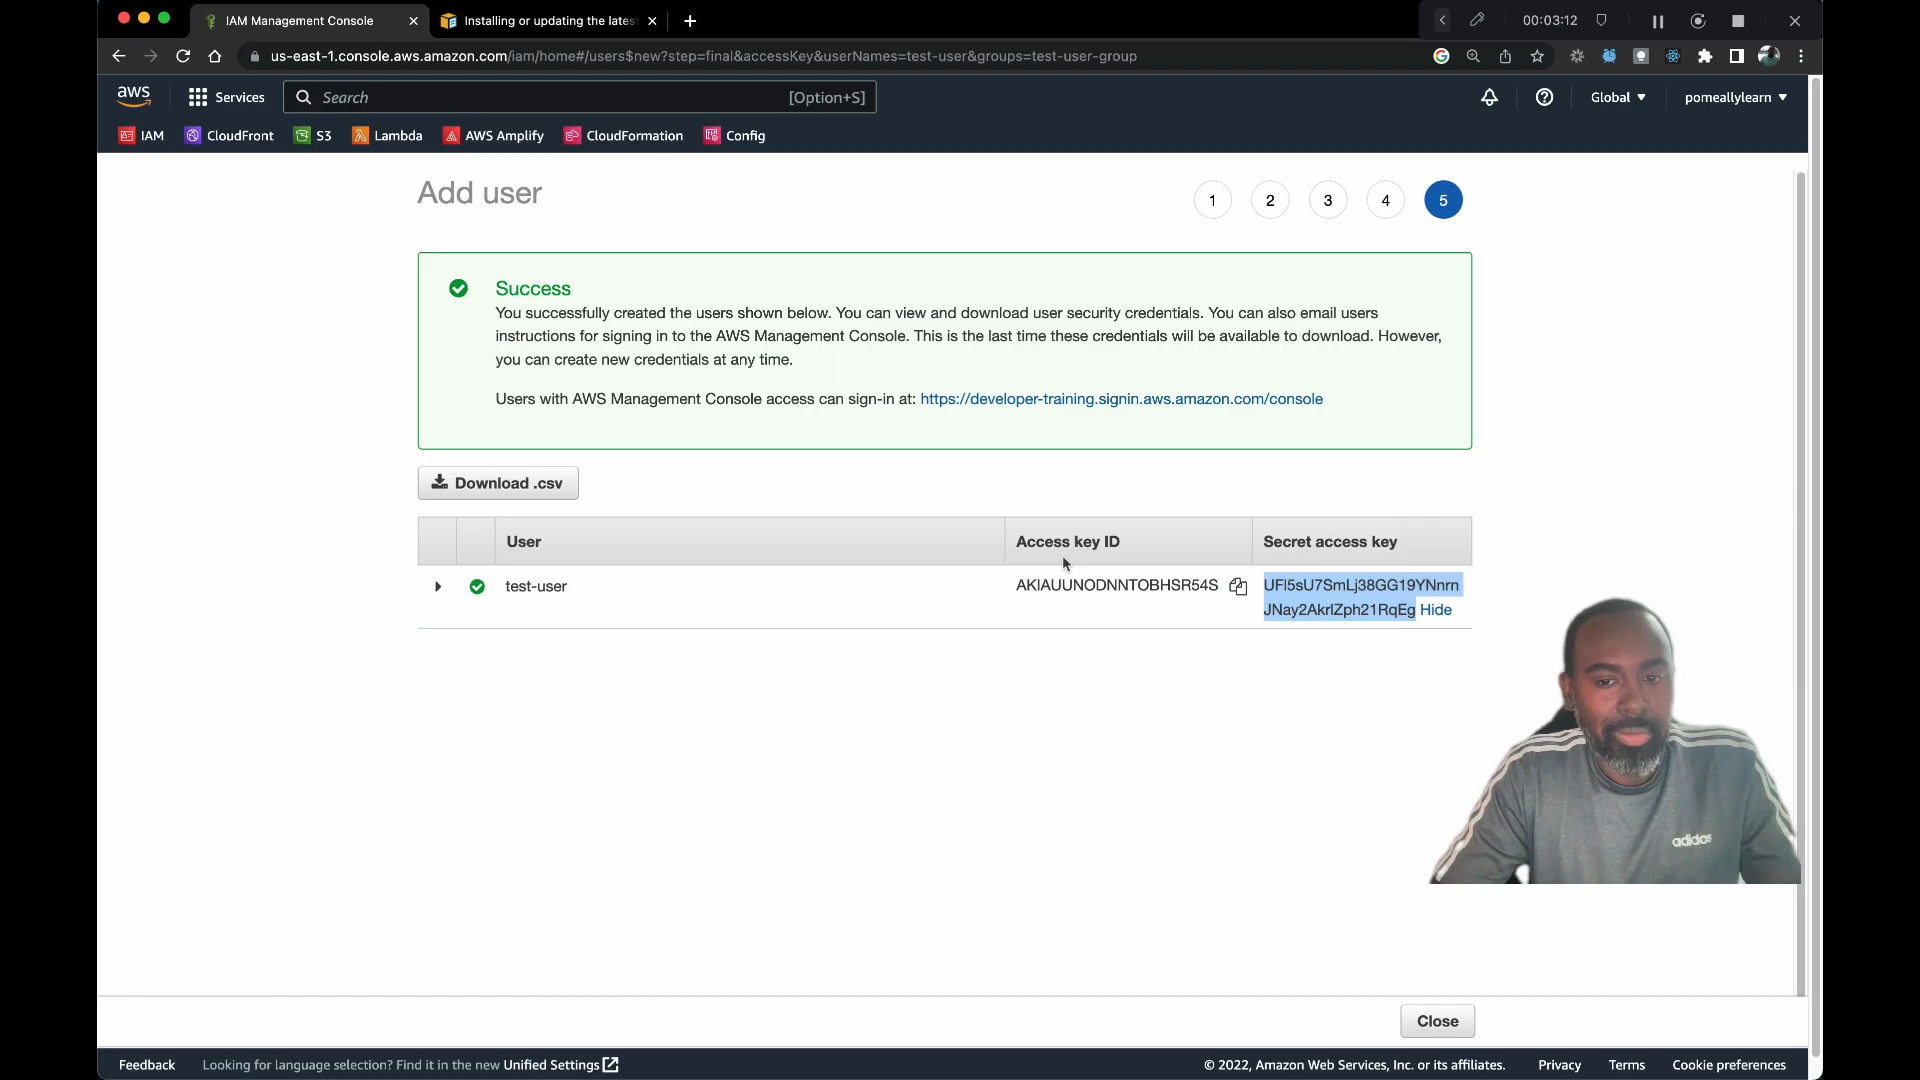 IAM Management Console
Installing or updating the lates
00:03:12
us-east-1.console.aws.amazon.com/iam/home#/users$new?step=final&accessKey&userNames=test-user&groups=test-user-group
aws
Services
Search
[Option+S]
Global
pomeallylearn
IAM
CloudFront
S3
Lambda
AWS Amplify
CloudFormation
Config
Add user
1
2
3
4
5
Success
You successfully created the users shown below. You can view and download user security credentials. You can also email users
instructions for signing in to the AWS Management Console. This is the last time these credentials will be available to download. However,
you can create new credentials at any time.
Users with AWS Management Console access can sign-in at: https://developer-training.signin.aws.amazon.com/console
Download .csv
User
Access key ID
Secret access key
test-user
AKIAUUNODNNTOBHSR54S
Hide
adidas
Close
Feedback
Looking for language selection? Find it in the new Unified Settings
© 2022, Amazon Web Services, Inc. or its affiliates.
Privacy
Terms
Cookie preferences